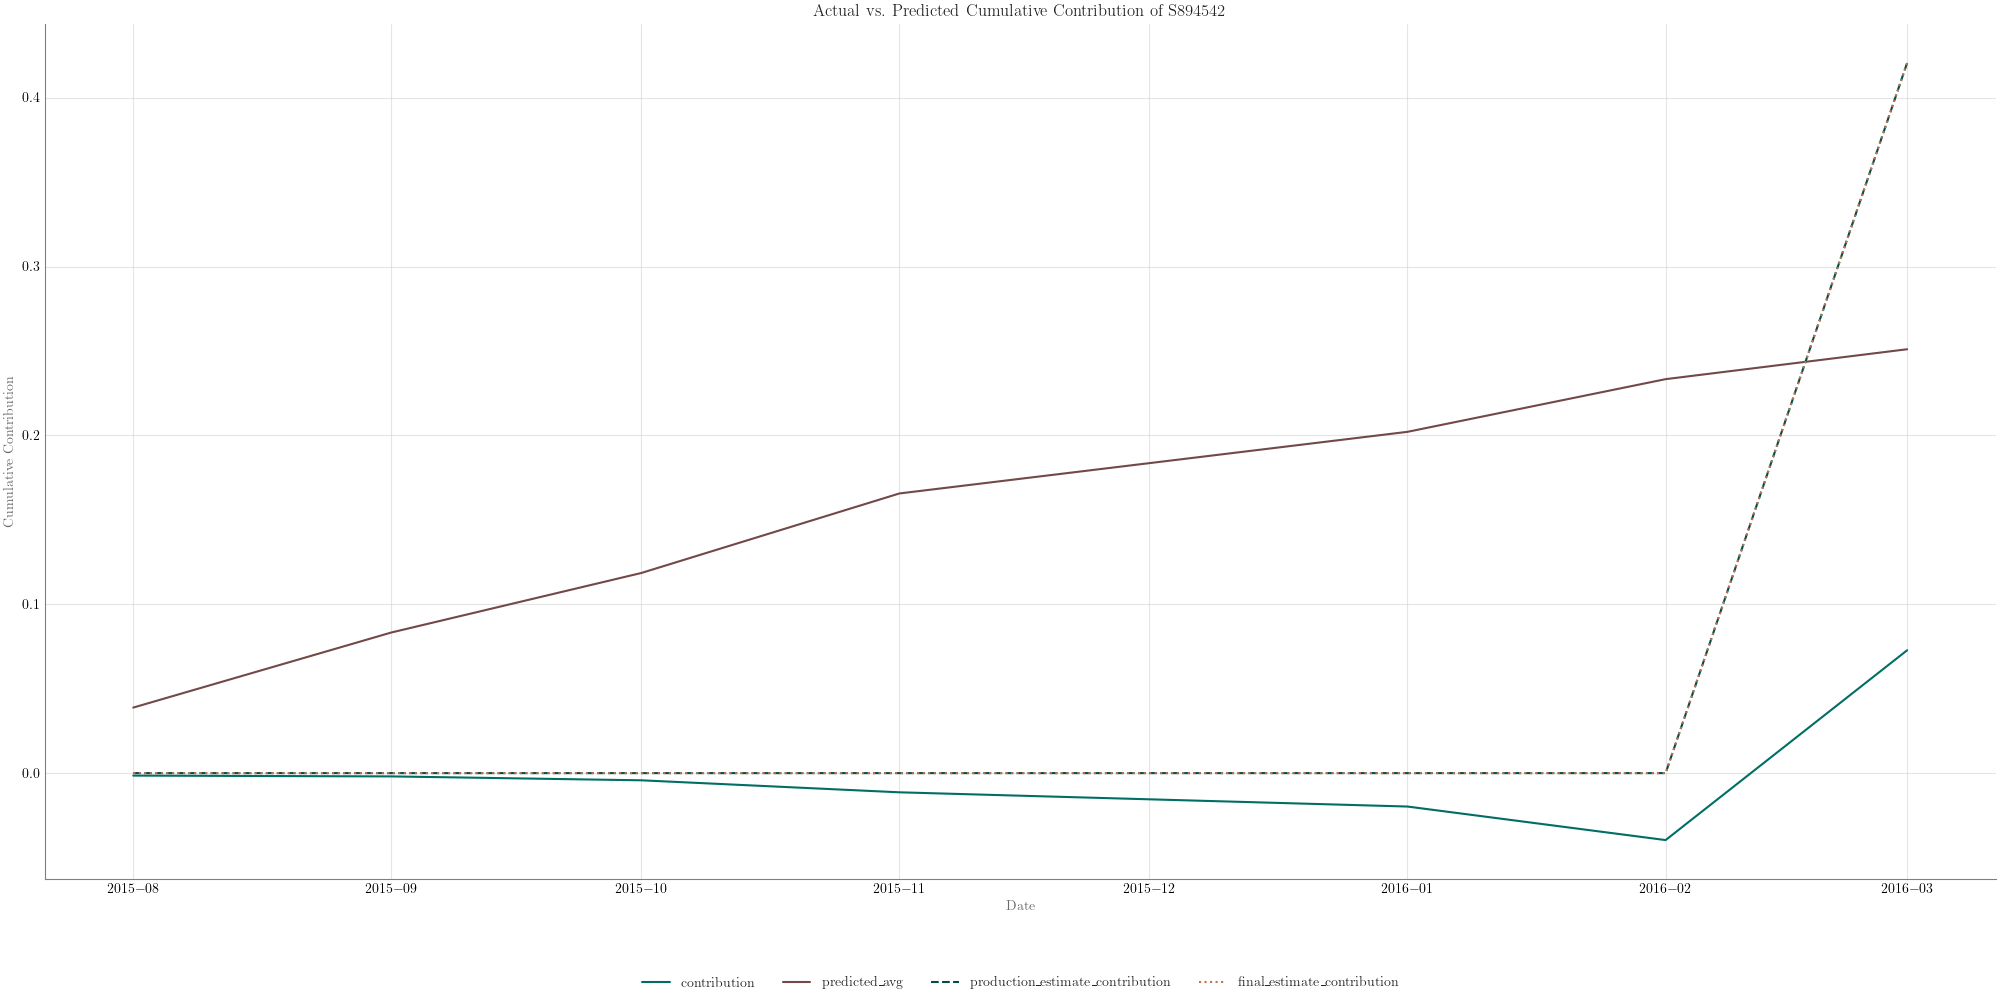 Actual vs. Predicted Cumulative Contribution of S894542
Cumulative Contribution
0.4
0.3
0.2
0.1
0.0
2015−08 2015−09 2015−10 2015−11 2015−12 2016−01 2016−02 2016−03
Date
contribution predicted_avg production_estimate_contribution final_estimate_contribution